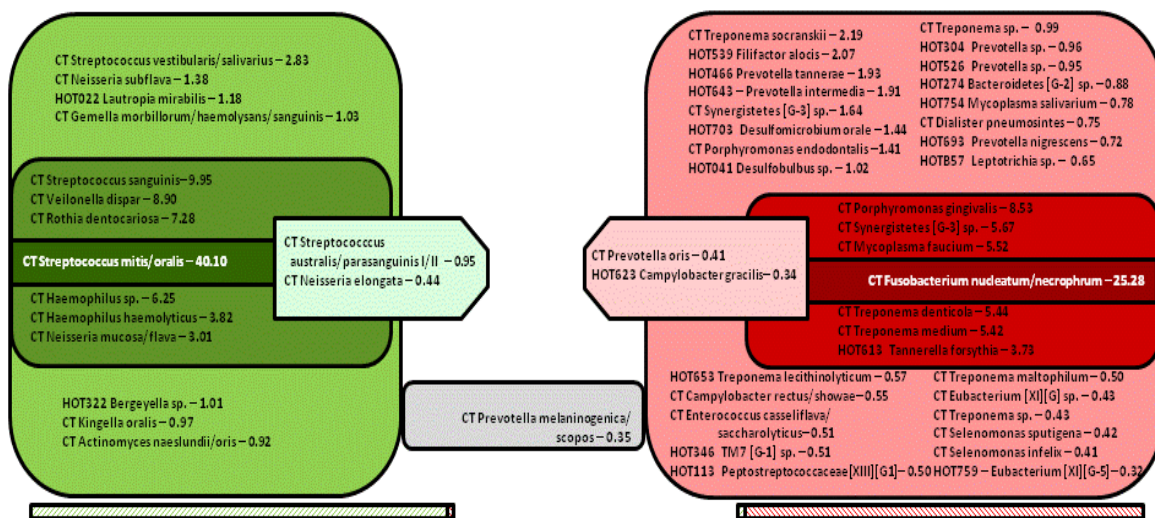 CT Streptococcus vestibularis/salivarius – 2.83
CT Neisseria subflava – 1.38
HOT022 Lautropia mirabilis – 1.18
CT Gemella morbillorum/haemolysans/sanguinis – 1.03
CT Streptococcus sanguinis–9.95
CT Veilonella dispar – 8.90
CT Rothia dentocariosa – 7.28
CT Streptococcus mitis/oralis – 40.10
CT Haemophilus sp. – 6.25
CT Haemophilus haemolyticus – 3.82
CT Neisseria mucosa/flava – 3.01
HOT322 Bergeyella sp. – 1.01
CT Kingella oralis – 0.97
CT Actinomyces naeslundii/oris – 0.92
CT Streptococccus
australis/parasanguinis I/II – 0.95
CT Neisseria elongata – 0.44
CT Prevotella melaninogenica/
scopos – 0.35
CT Prevotella oris – 0.41
HOT623 Campylobacter gracilis – 0.34
CT Treponema socranskii – 2.19
HOT539 Filifactor alocis – 2.07
HOT466 Prevotella tannerae – 1.93
HOT643 – Prevotella intermedia – 1.91
CT Synergistetes [G-3] sp. – 1.64
HOT703 Desulfomicrobium orale – 1.44
CT Porphyromonas endodontalis – 1.41
HOT041 Desulfobulbus sp. – 1.02
CT Treponema sp. – 0.99
HOT304 Prevotella sp. – 0.96
HOT526 Prevotella sp. – 0.95
HOT274 Bacteroidetes [G-2] sp. – 0.88
HOT754 Mycoplasma salivarium – 0.78
CT Dialister pneumosintes – 0.75
HOT693 Prevotella nigrescens – 0.72
HOTB57 Leptotrichia sp. – 0.65
CT Porphyromonas gingivalis – 8.53
CT Synergistetes [G-3] sp. – 5.67
CT Mycoplasma faucium – 5.52
CT Fusobacterium nucleatum/necrophrum – 25.28
CT Treponema denticola – 5.44
CT Treponema medium – 5.42
HOT613 Tannerella forsythia – 3.73
HOT653 Treponema lecithinolyticum – 0.57
CT Campylobacter rectus/showae – 0.55
CT Enterococcus casseliflava/
saccharolyticus – 0.51
HOT346 TM7 [G-1] sp. – 0.51
HOT113 Peptostreptococcaceae[XIII][G1] – 0.50
CT Treponema maltophilum – 0.50
CT Eubacterium [XI][G] sp. – 0.43
CT Treponema sp. – 0.43
CT Selenomonas sputigena – 0.42
CT Selenomonas infelix – 0.41
HOT759 – Eubacterium [XI][G-5] – 0.32